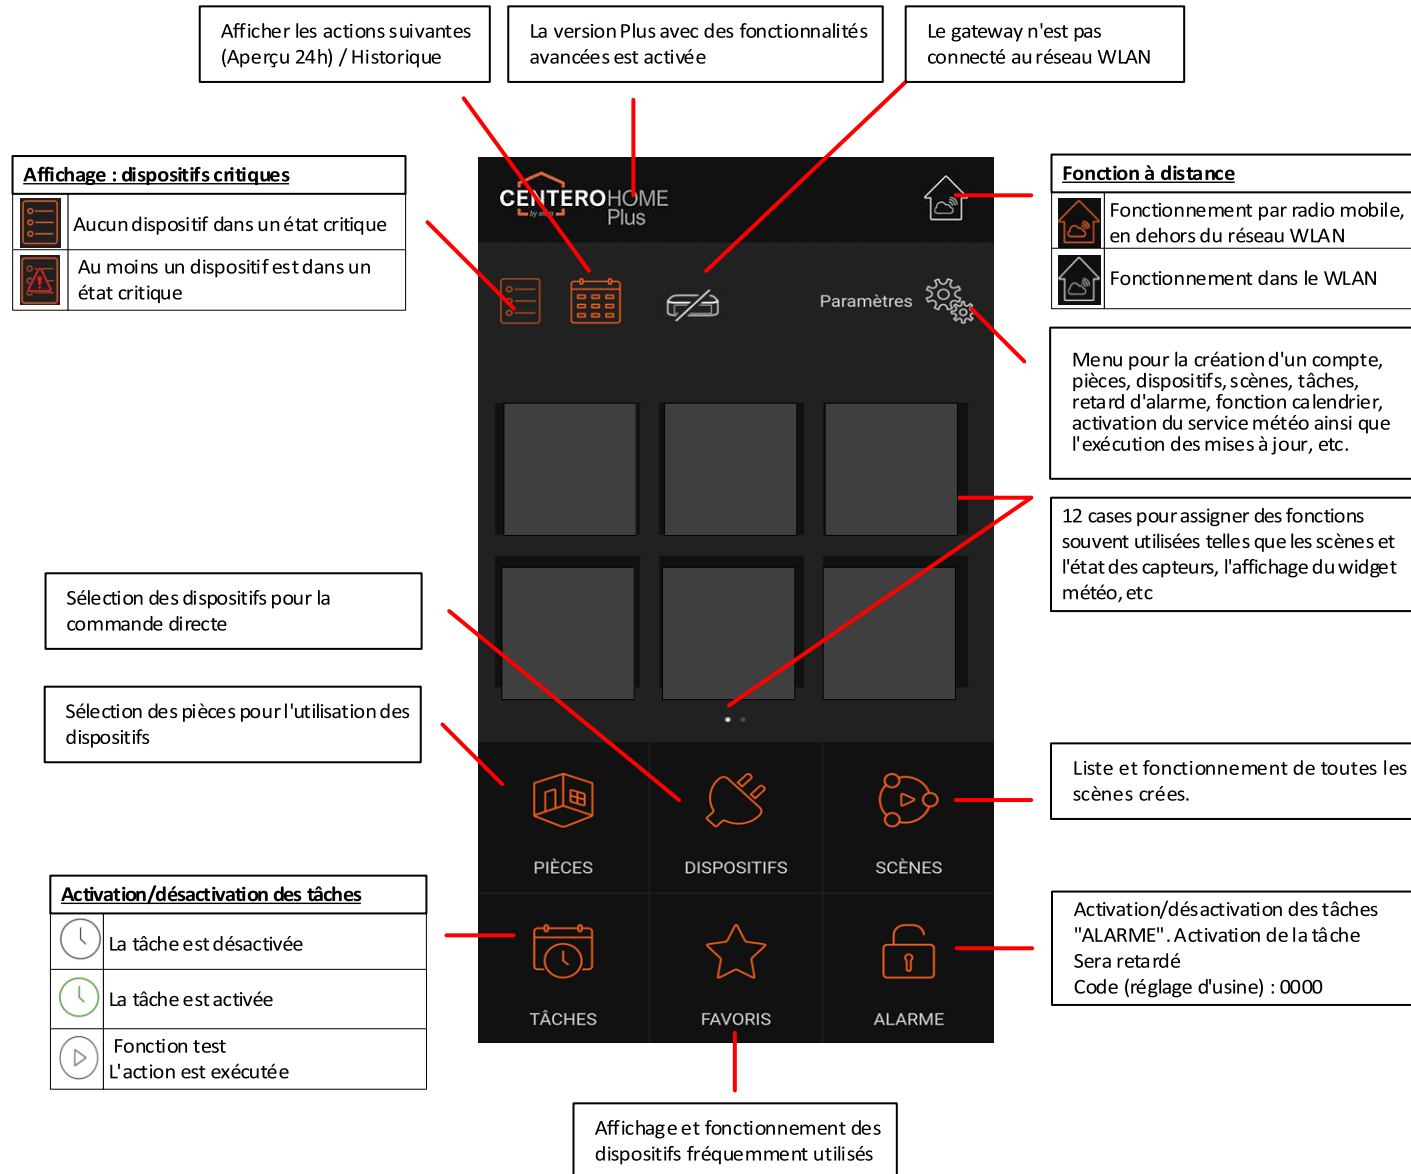 Afficher les actions suivantes
(Aperçu 24h) / Historique
La version Plus avec des fonctionnalités
avancées est activée
Le gateway n'est pas
connecté au réseau WLAN
Affichage : dispositifs critiques
Aucun dispositif dans un état critique
Au moins un dispositif est dans un
état critique
CENTERO HOME
by elero
Plus
Fonction à distance
Fonctionnement par radio mobile,
en dehors du réseau WLAN
Fonctionnement dans le WLAN
Paramètres
Menu pour la création d'un compte,
pièces, dispositifs, scènes, tâches,
retard d'alarme, fonction calendrier,
activation du service météo ainsi que
l'exécution des mises à jour, etc.
12 cases pour assigner des fonctions
souvent utilisées telles que les scènes et
l'état des capteurs, l'affichage du widget
météo, etc
Sélection des dispositifs pour la
commande directe
Sélection des pièces pour l'utilisation des
dispositifs
Liste et fonctionnement de toutes les
scènes crées.
PIÈCES
DISPOSITIFS
SCÈNES
Activation/désactivation des tâches
La tâche est désactivée
La tâche est activée
Fonction test
L'action est exécutée
Activation/désactivation des tâches
"ALARME". Activation de la tâche
Sera retardé
Code (réglage d'usine) : 0000
TÂCHES
FAVORIS
ALARME
Affichage et fonctionnement des
dispositifs fréquemment utilisés